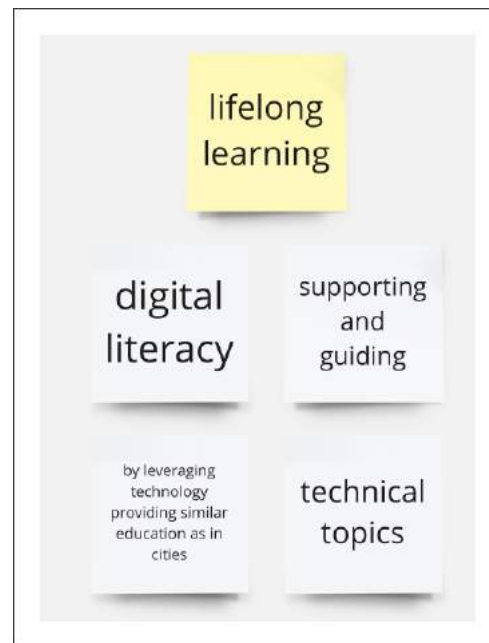 lifelong
learning
digital
literacy
supporting
and
guiding
by leveraging
technology
providing similar
education as in
cities
technical
topics